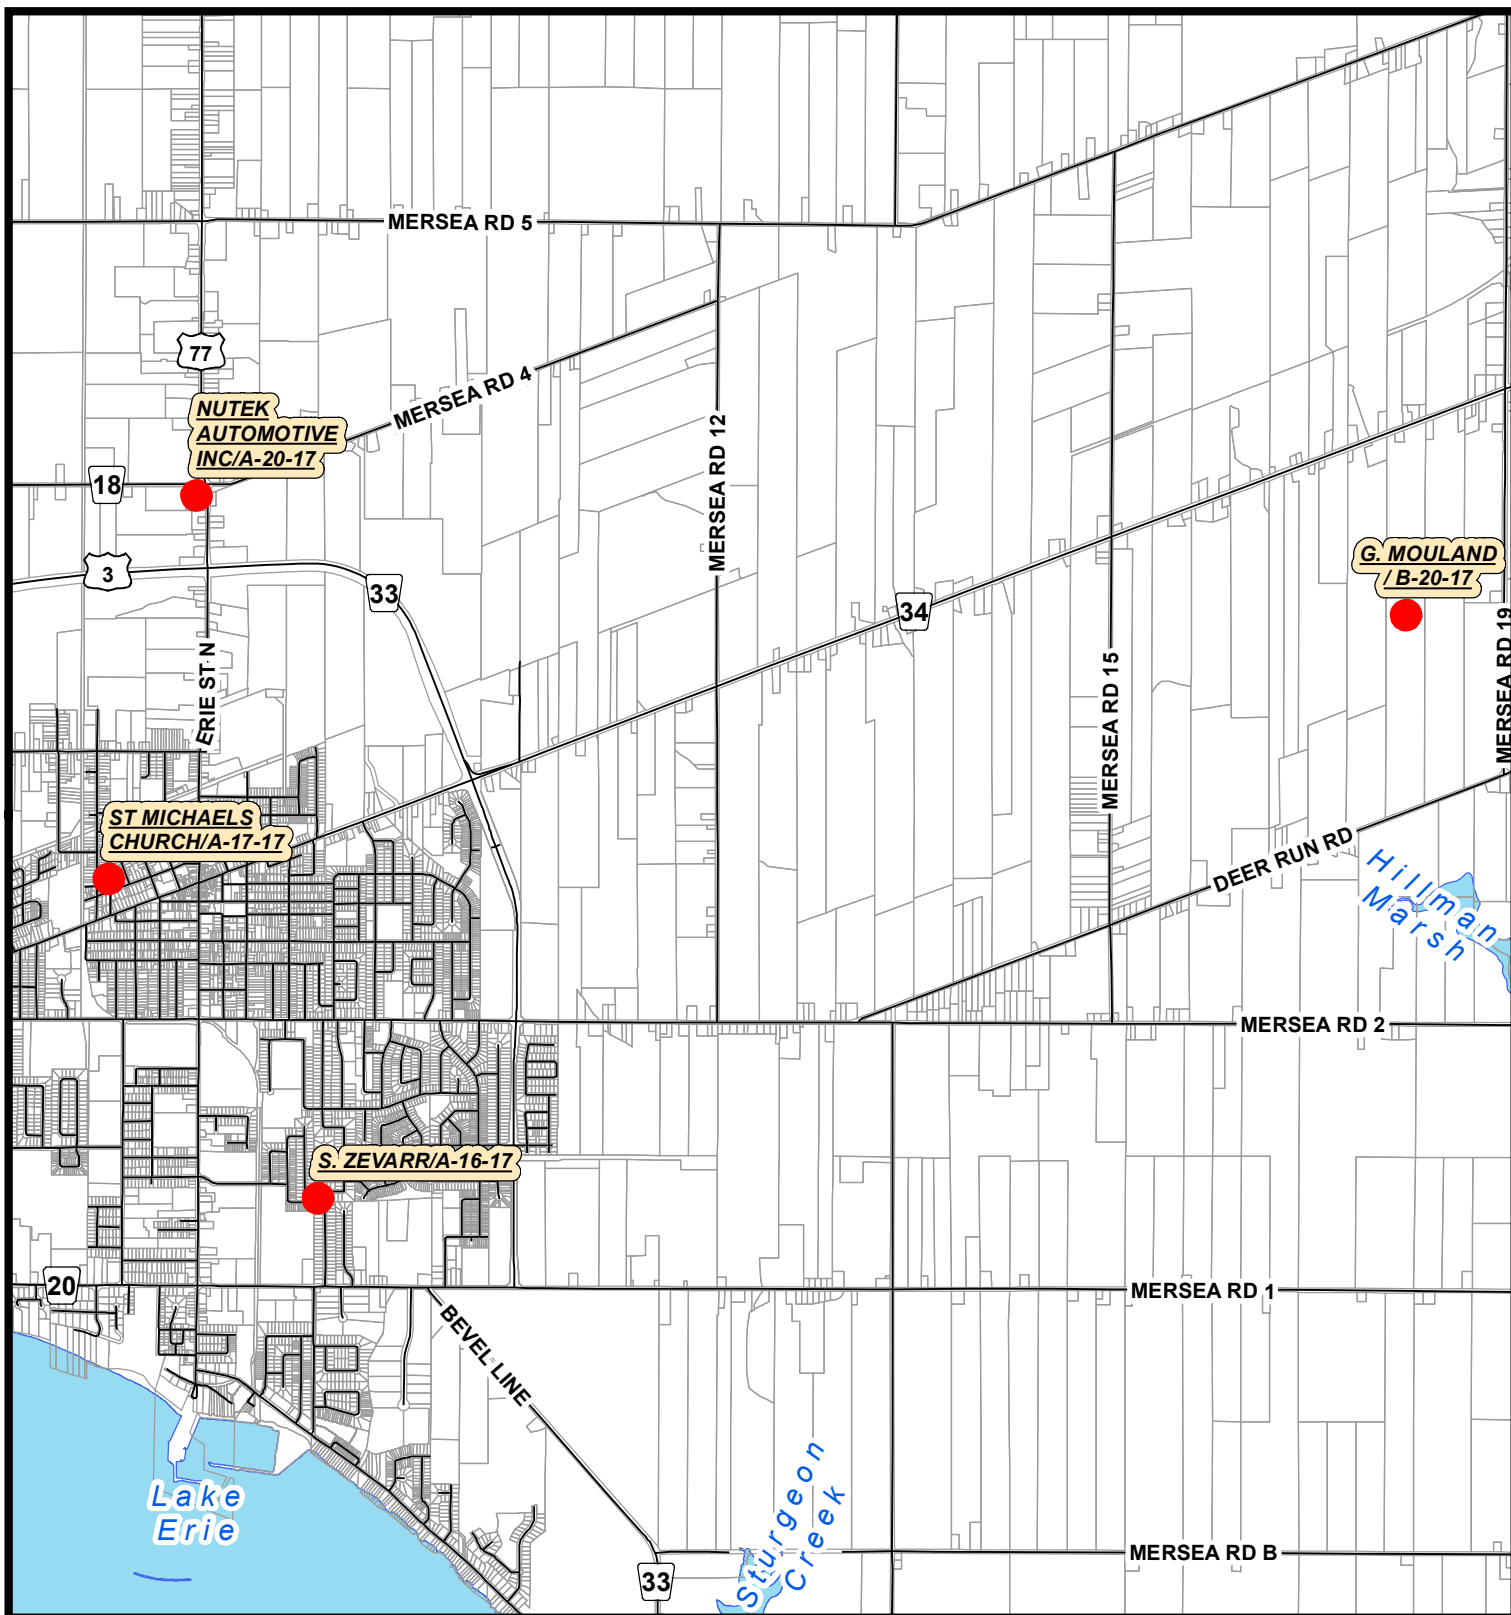 MERSEA RD 5
77
MERSEA RD 4
NUTEK
AUTOMOTIVE
INC/A-20-17
18
MERSEA RD 12
3
33
34
G. MOULAND
/ B-20-17
MERSEA RD 19
ERIE ST N
MERSEA RD 15
ST MICHAELS
CHURCH/A-17-17
DEER RUN RD
Hillman
Marsh
MERSEA RD 2
S. ZEVARR/A-16-17
20
MERSEA RD 1
BEVEL LINE
Lake
Erie
Sturgeon
Creek
MERSEA RD B
33